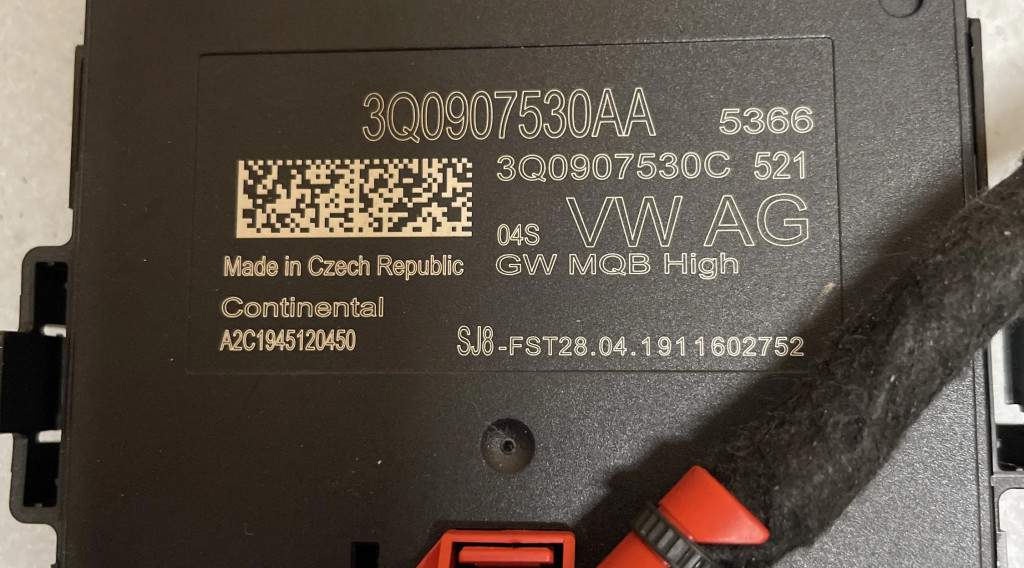 3Q0907530AA 5366
3Q0907530C 521
04S VW AG
Made in Czech Republic GW MQB High
Continental
A2C1945120450 SJ8-FST28.04.1911602752